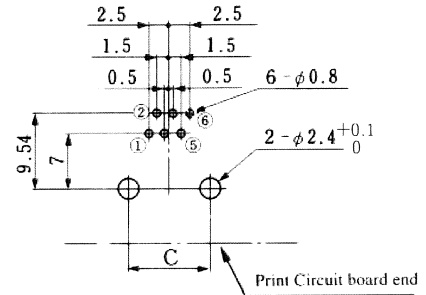 2.5 2.5
1.5 1.5
0.5 0.5 6-φ0.8
② ⑥
① ⑤ 2-φ2.4 +0.1 0
9.54 7
C
Print Circuit board end